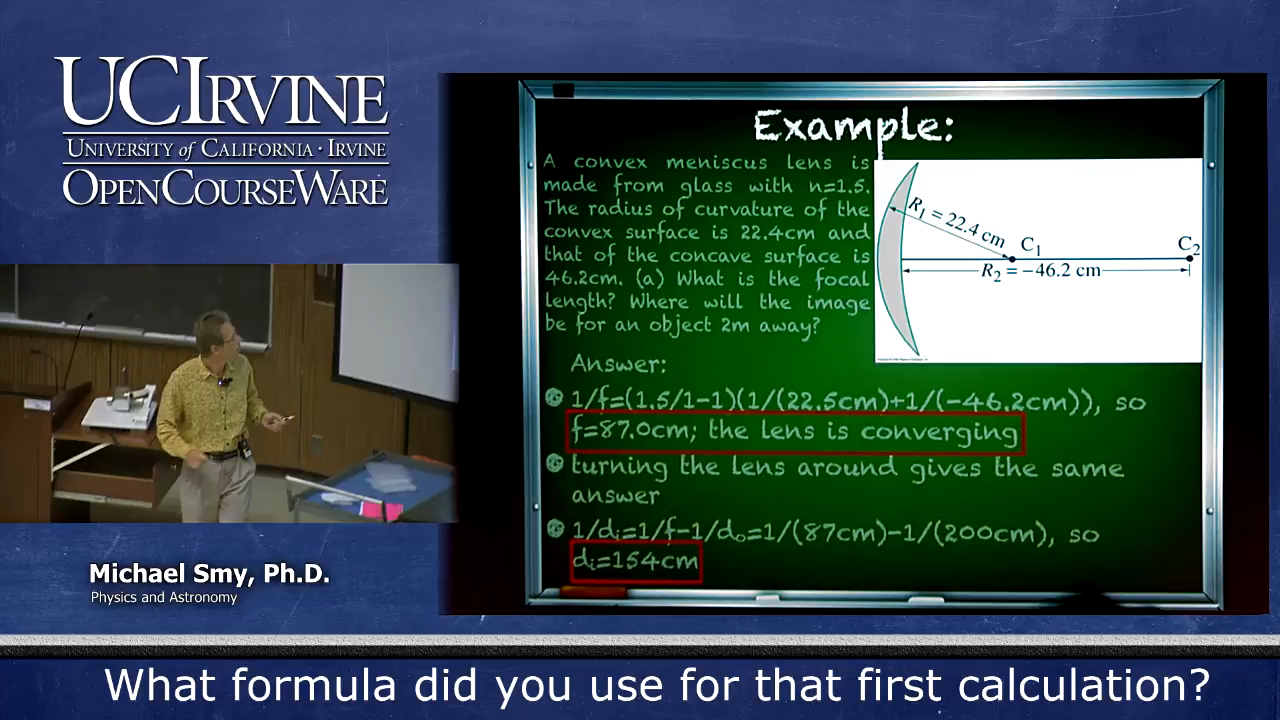 UCIRVINE
UNIVERSITY of CALIFORNIA · IRVINE
OPENCOURSEWARE
Example:
A convex meniscus lens is
made from glass with n=1.5.
The radius of curvature of the
convex surface is 22.4cm and
that of the concave surface is
46.2cm. (a) What is the focal
length? Where will the image
be for an object 2m away?
R₁ = 22.4 cm
C₁
C₂
R₂ = −46.2 cm
Answer:
1/f=(1.5/1-1)(1/(22.5cm)+1/(-46.2cm)), so
f=87.0cm; the lens is converging
turning the lens around gives the same
answer
1/dᵢ=1/f-1/dₒ=1/(87cm)-1/(200cm), so
dᵢ=154cm
Michael Smy, Ph.D.
Physics and Astronomy
What formula did you use for that first calculation?